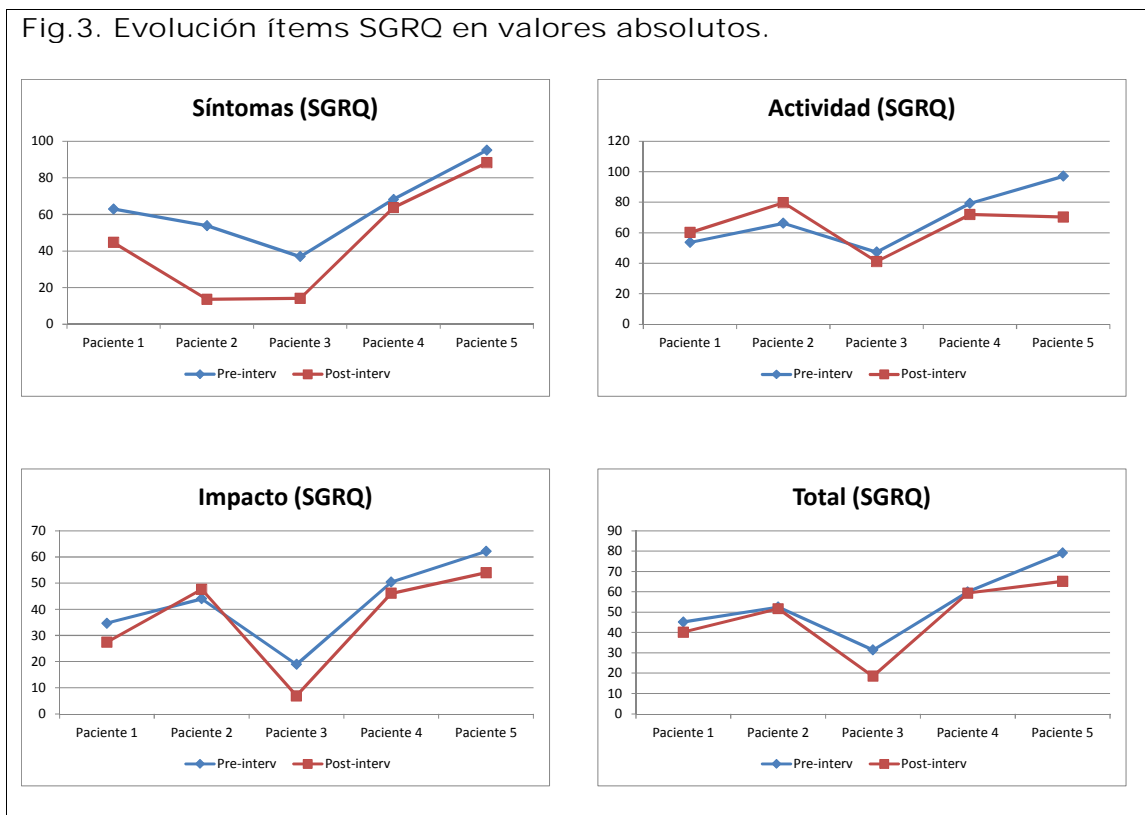 Fig.3. Evolución ítems SGRQ en valores absolutos.
Síntomas (SGRQ)
100
80
60
40
20
0
Paciente 1 Paciente 2 Paciente 3 Paciente 4 Paciente 5
Pre-interv Post-interv
Actividad (SGRQ)
120
100
80
60
40
20
0
Paciente 1 Paciente 2 Paciente 3 Paciente 4 Paciente 5
Pre-interv Post-interv
Impacto (SGRQ)
70
60
50
40
30
20
10
0
Paciente 1 Paciente 2 Paciente 3 Paciente 4 Paciente 5
Pre-interv Post-interv
Total (SGRQ)
90
80
70
60
50
40
30
20
10
0
Paciente 1 Paciente 2 Paciente 3 Paciente 4 Paciente 5
Pre-interv Post-interv